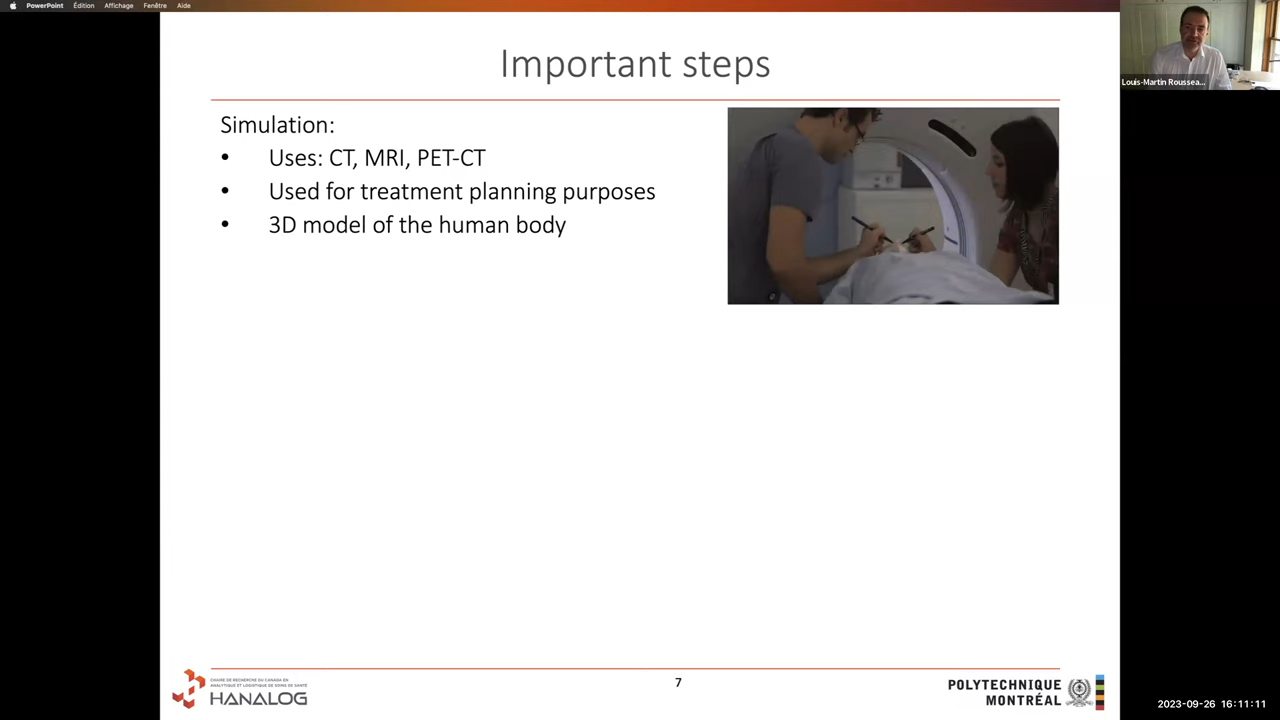 PowerPoint Édition Affichage Fenêtre Aide
Important steps
Louis-Martin Roussea...
Simulation:
• Uses: CT, MRI, PET-CT
• Used for treatment planning purposes
• 3D model of the human body
CHAIRE DE RECHERCHE DU CANADA EN
ANALYTIQUE ET LOGISTIQUE DE SOINS DE SANTÉ
HANALOG
7
POLYTECHNIQUE
MONTRÉAL
2023-09-26 16:11:11